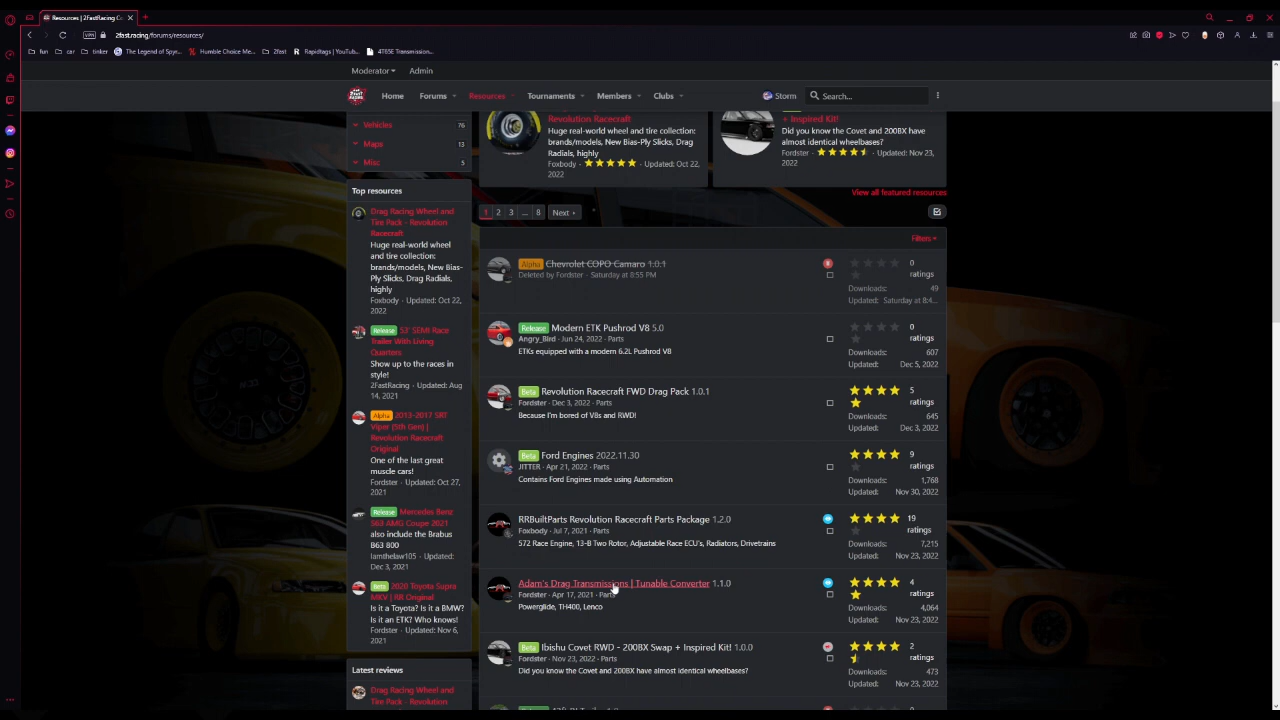 Resources | 2FastRacing C...
2fast.racing/forums/resources/
VPN
fun
car
tinker
The Legend of Spy...
Humble Choice Me...
2fast
Rapidtags | YouTub...
4T65E Transmission...
Moderator
Admin
Home
Forums
Resources
Tournaments
Members
Clubs
Storm
Search...
Vehicles 76
Maps 13
Misc 5
Top resources
Drag Racing Wheel and
Tire Pack - Revolution
Racecraft
Huge real-world wheel
and tire collection:
brands/models, New Bias-
Ply Slicks, Drag Radials,
highly
Foxbody · Updated: Oct 22,
2022
Release 53' SEMI Race
Trailer With Living
Quarters
Show up to the races in
style!
2FastRacing · Updated: Aug
14, 2021
Alpha 2013-2017 SRT
Viper (5th Gen) |
Revolution Racecraft
Original
One of the last great
muscle cars!
Fordster · Updated: Oct 27,
2021
Release Mercedes Benz
S63 AMG Coupe 2021
also include the Brabus
B63 800
Iamthelaw105 · Updated:
Dec 3, 2021
Beta 2020 Toyota Supra
MKV | RR Original
Is it a Toyota? Is it a BMW?
Is it an ETK? Who knows!
Fordster · Updated: Nov 6,
2021
Latest reviews
Drag Racing Wheel and
Tire Pack - Revolution
Revolution Racecraft
Huge real-world wheel and tire collection:
brands/models, New Bias-Ply Slicks, Drag
Radials, highly
Foxbody · Updated: Oct 22,
2022
+ Inspired Kit!
Did you know the Covet and 200BX have
almost identical wheelbases?
Fordster · Updated: Nov 23,
2022
View all featured resources
1 2 3 ... 8 Next
Filters
Alpha Chevrolet COPO Camaro 1.0.1
Deleted by Fordster · Saturday at 8:55 PM
0
ratings
Downloads: 49
Updated: Saturday at 8:4...
Release Modern ETK Pushrod V8 5.0
Angry_Bird · Jun 24, 2022 · Parts
ETKs equipped with a modern 6.2L Pushrod V8
0
ratings
Downloads: 607
Updated: Dec 5, 2022
Beta Revolution Racecraft FWD Drag Pack 1.0.1
Fordster · Dec 3, 2022 · Parts
Because I'm bored of V8s and RWD!
5
ratings
Downloads: 645
Updated: Dec 3, 2022
Beta Ford Engines 2022.11.30
JITTER · Apr 21, 2022 · Parts
Contains Ford Engines made using Automation
9
ratings
Downloads: 1,768
Updated: Nov 30, 2022
RRBuiltParts Revolution Racecraft Parts Package 1.2.0
Foxbody · Jul 7, 2021 · Parts
572 Race Engine, 13-B Two Rotor, Adjustable Race ECU's, Radiators, Drivetrains
19
ratings
Downloads: 7,215
Updated: Nov 23, 2022
Adam's Drag Transmissions | Tunable Converter 1.1.0
Fordster · Apr 17, 2021 · Parts
Powerglide, TH400, Lenco
4
ratings
Downloads: 4,064
Updated: Nov 23, 2022
Beta Ibishu Covet RWD - 200BX Swap + Inspired Kit! 1.0.0
Fordster · Nov 23, 2022 · Parts
Did you know the Covet and 200BX have almost identical wheelbases?
2
ratings
Downloads: 473
Updated: Nov 23, 2022